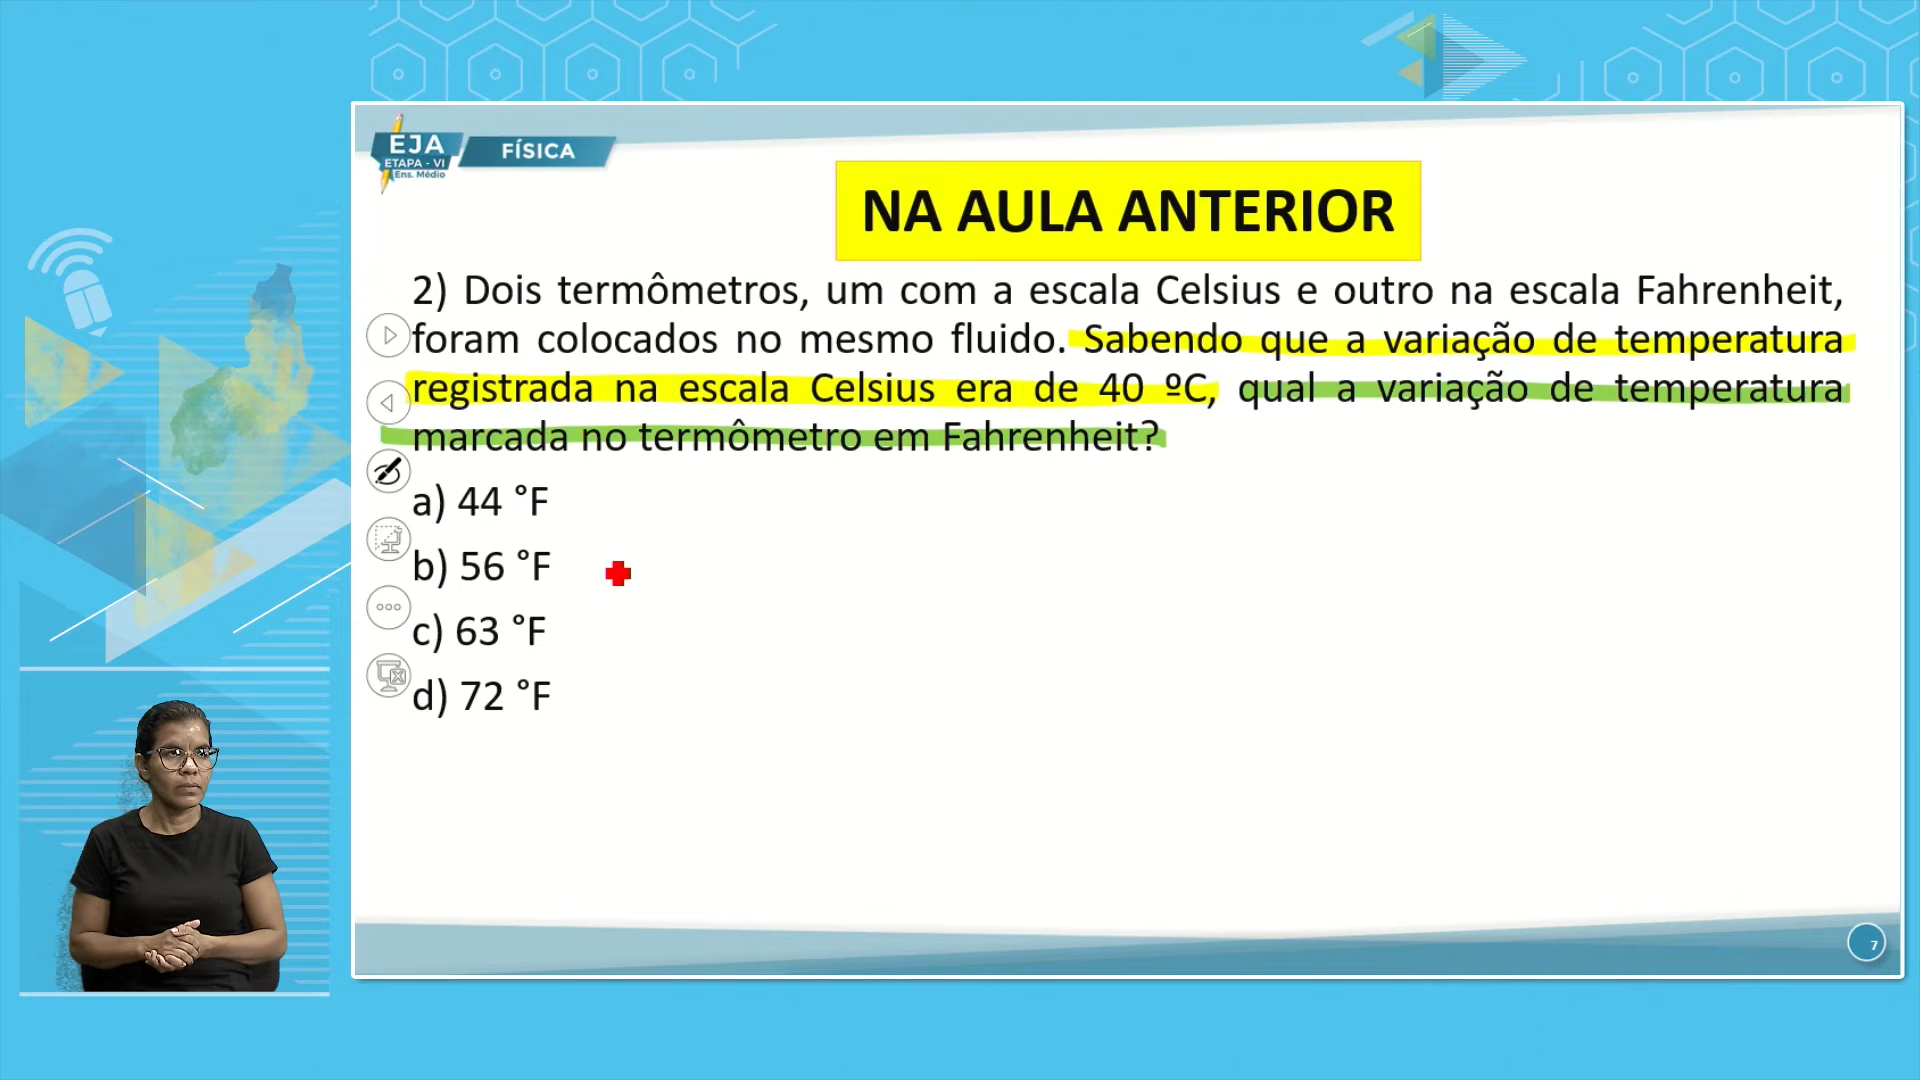 EJA
ETAPA - VI
Ens. Médio
FÍSICA
NA AULA ANTERIOR
2) Dois termômetros, um com a escala Celsius e outro na escala Fahrenheit,
foram colocados no mesmo fluido. Sabendo que a variação de temperatura
registrada na escala Celsius era de 40 ºC, qual a variação de temperatura
marcada no termômetro em Fahrenheit?
a) 44 °F
b) 56 °F
c) 63 °F
d) 72 °F
7